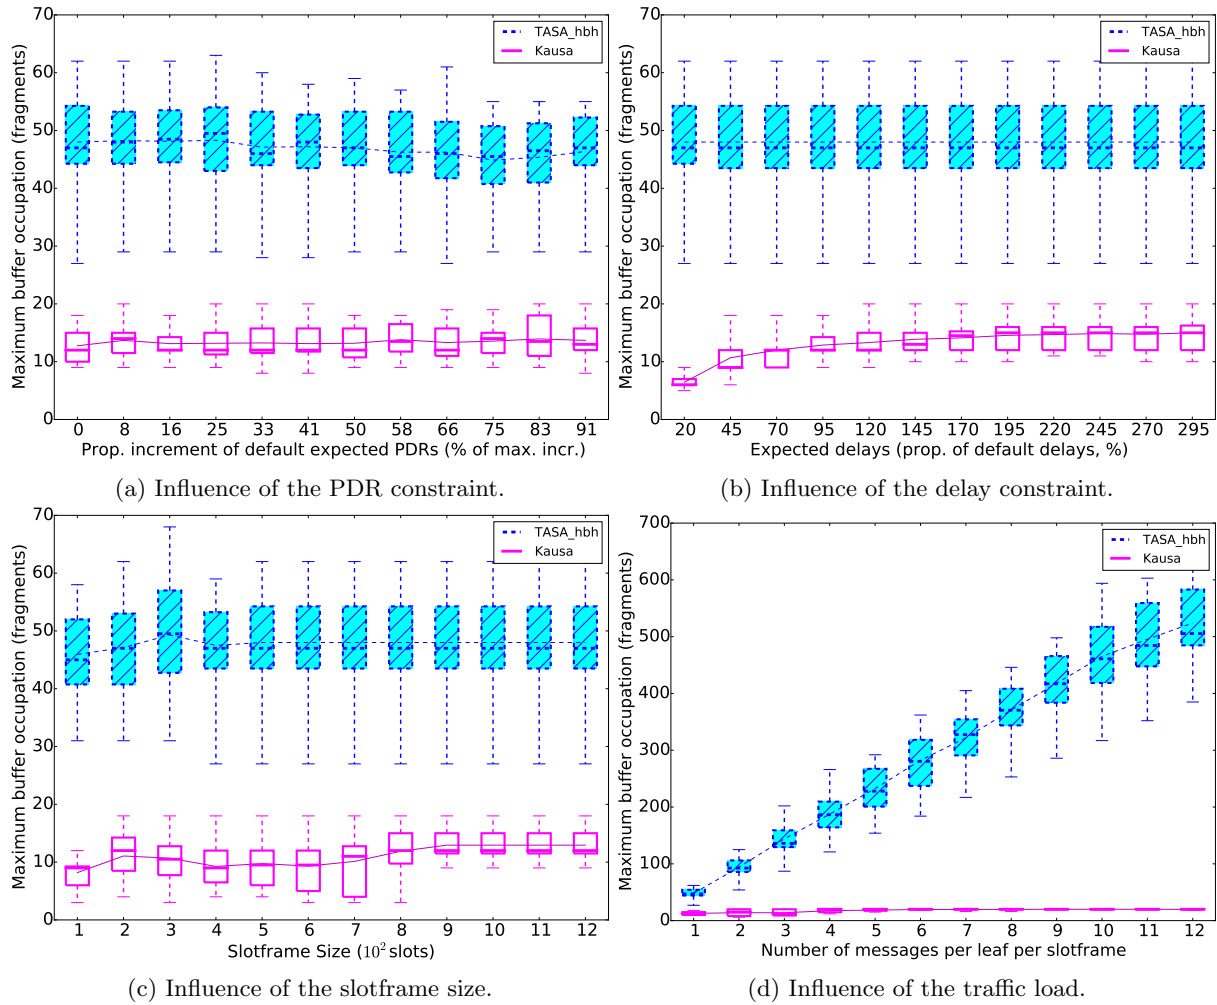 70
60
50
40
30
20
10
0
Maximum buffer occupation (fragments)
TASA_hbh
Kausa
0 8 16 25 33 41 50 58 66 75 83 91
Prop. increment of default expected PDRs (% of max. incr.)
(a) Influence of the PDR constraint.
70
60
50
40
30
20
10
0
Maximum buffer occupation (fragments)
TASA_hbh
Kausa
20 45 70 95 120 145 170 195 220 245 270 295
Expected delays (prop. of default delays, %)
(b) Influence of the delay constraint.
70
60
50
40
30
20
10
0
Maximum buffer occupation (fragments)
TASA_hbh
Kausa
1 2 3 4 5 6 7 8 9 10 11 12
Slotframe Size (10² slots)
(c) Influence of the slotframe size.
700
600
500
400
300
200
100
0
Maximum buffer occupation (fragments)
TASA_hbh
Kausa
1 2 3 4 5 6 7 8 9 10 11 12
Number of messages per leaf per slotframe
(d) Influence of the traffic load.